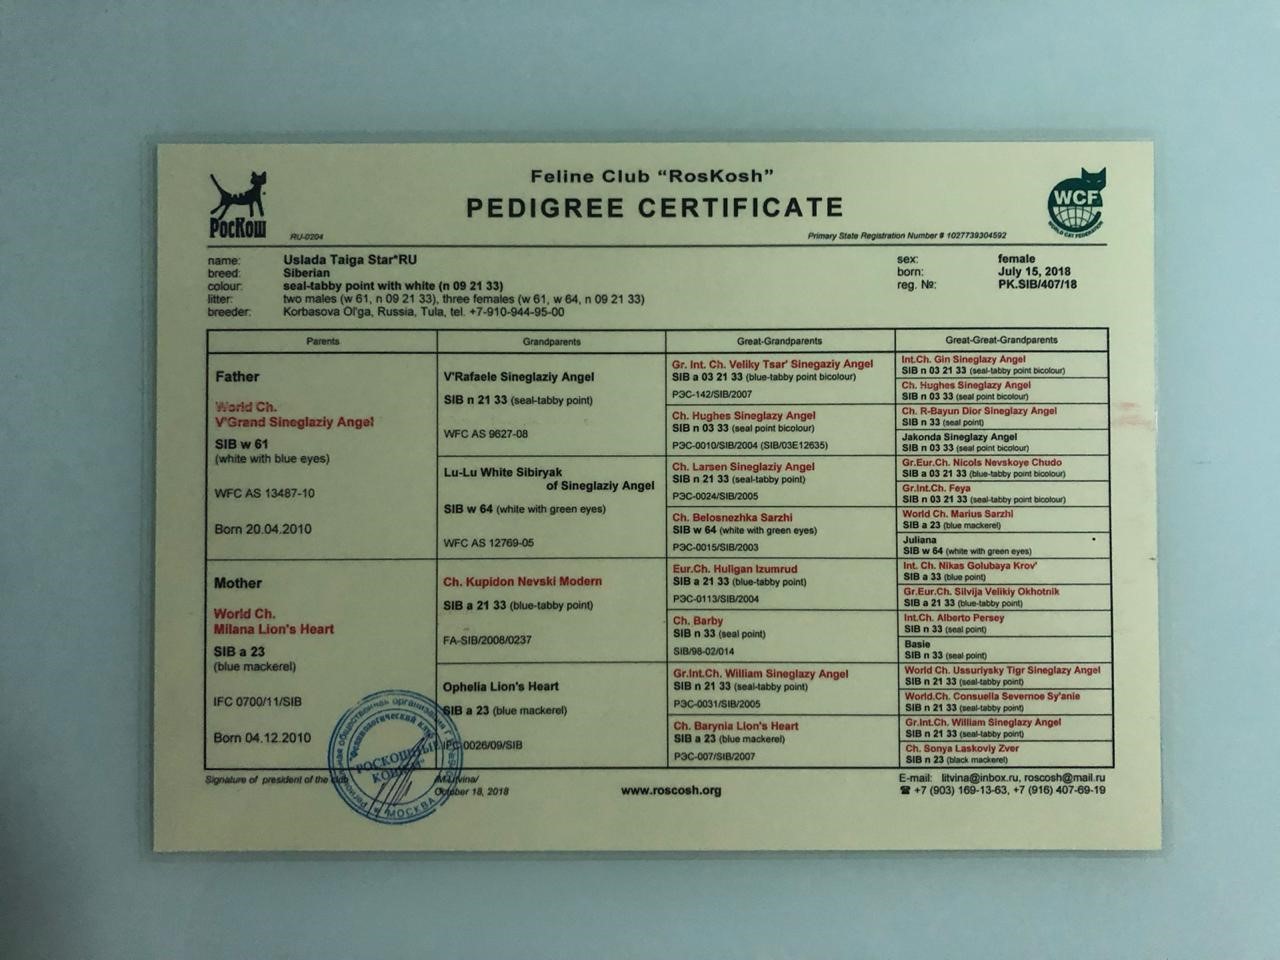 Feline Club "RosKosh"
PEDIGREE CERTIFICATE
РосКош
WCF
WORLD CAT FEDERATION
RU-0204
Primary State Registration Number # 1027739304592
name: Uslada Taiga Star*RU
breed: Siberian
colour: seal-tabby point with white (n 09 21 33)
litter: two males (w 61, n 09 21 33), three females (w 61, w 64, n 09 21 33)
breeder: Korbasova Ol'ga, Russia, Tula, tel. +7-910-944-95-00
sex: female
born: July 15, 2018
reg. №: PK.SIB/407/18
Parents
Grandparents
Great-Grandparents
Great-Great-Grandparents
Father
World Ch.
V'Grand Sineglaziy Angel
SIB w 61
(white with blue eyes)
WFC AS 13487-10
Born 20.04.2010
Mother
World Ch.
Milana Lion's Heart
SIB a 23
(blue mackerel)
IFC 0700/11/SIB
Born 04.12.2010
V'Rafaele Sineglaziy Angel
SIB n 21 33 (seal-tabby point)
WFC AS 9627-08
Lu-Lu White Sibiryak
of Sineglaziy Angel
SIB w 64 (white with green eyes)
WFC AS 12769-05
Ch. Kupidon Nevski Modern
SIB a 21 33 (blue-tabby point)
FA-SIB/2008/0237
Ophelia Lion's Heart
SIB a 23 (blue mackerel)
IFC 0026/09/SIB
Gr. Int. Ch. Veliky Tsar' Sinegaziy Angel
SIB a 03 21 33 (blue-tabby point bicolour)
РЭС-142/SIB/2007
Ch. Hughes Sineglazy Angel
SIB n 03 33 (seal point bicolour)
РЭС-0010/SIB/2004 (SIB/03E12635)
Ch. Larsen Sineglaziy Angel
SIB n 21 33 (seal-tabby point)
РЭС-0024/SIB/2005
Ch. Belosnezhka Sarzhi
SIB w 64 (white with green eyes)
РЭС-0015/SIB/2003
Eur.Ch. Huligan Izumrud
SIB a 21 33 (blue-tabby point)
РЭС-0113/SIB/2004
Ch. Barby
SIB n 33 (seal point)
SIB/98-02/014
Gr.Int.Ch. William Sineglazy Angel
SIB n 21 33 (seal-tabby point)
РЭС-0031/SIB/2005
Ch. Barynia Lion's Heart
SIB a 23 (blue mackerel)
РЭС-007/SIB/2007
Int.Ch. Gin Sineglazy Angel
SIB n 03 21 33 (seal-tabby point bicolour)
Ch. Hughes Sineglazy Angel
SIB n 03 33 (seal point bicolour)
Ch. R-Bayun Dior Sineglazy Angel
SIB n 33 (seal point)
Jakonda Sineglazy Angel
SIB n 03 33 (seal point bicolour)
Gr.Eur.Ch. Nicols Nevskoye Chudo
SIB a 03 21 33 (blue-tabby point bicolour)
Gr.Int.Ch. Feya
SIB n 03 21 33 (seal-tabby point bicolour)
World Ch. Marius Sarzhi
SIB a 23 (blue mackerel)
Juliana
SIB w 64 (white with green eyes)
Int. Ch. Nikas Golubaya Krov'
SIB a 33 (blue point)
Gr.Eur.Ch. Silvija Velikiy Okhotnik
SIB a 21 33 (blue-tabby point)
Int.Ch. Alberto Persey
SIB n 33 (seal point)
Basie
SIB n 33 (seal point)
World Ch. Ussuriysky Tigr Sineglazy Angel
SIB n 21 33 (seal-tabby point)
World.Ch. Consuella Severnoe Sy'anie
SIB n 21 33 (seal-tabby point)
Gr.Int.Ch. William Sineglazy Angel
SIB n 21 33 (seal-tabby point)
Ch. Sonya Laskoviy Zver
SIB n 23 (black mackerel)
Signature of president of the club
/M.Litvina/
October 18, 2018
www.roscosh.org
E-mail: litvina@inbox.ru, roscosh@mail.ru
☎ +7 (903) 169-13-63, +7 (916) 407-69-19
общественная организация
Фелинологический клуб
"РОСКОШНЫЕ
КОШКИ"
МОСКВА